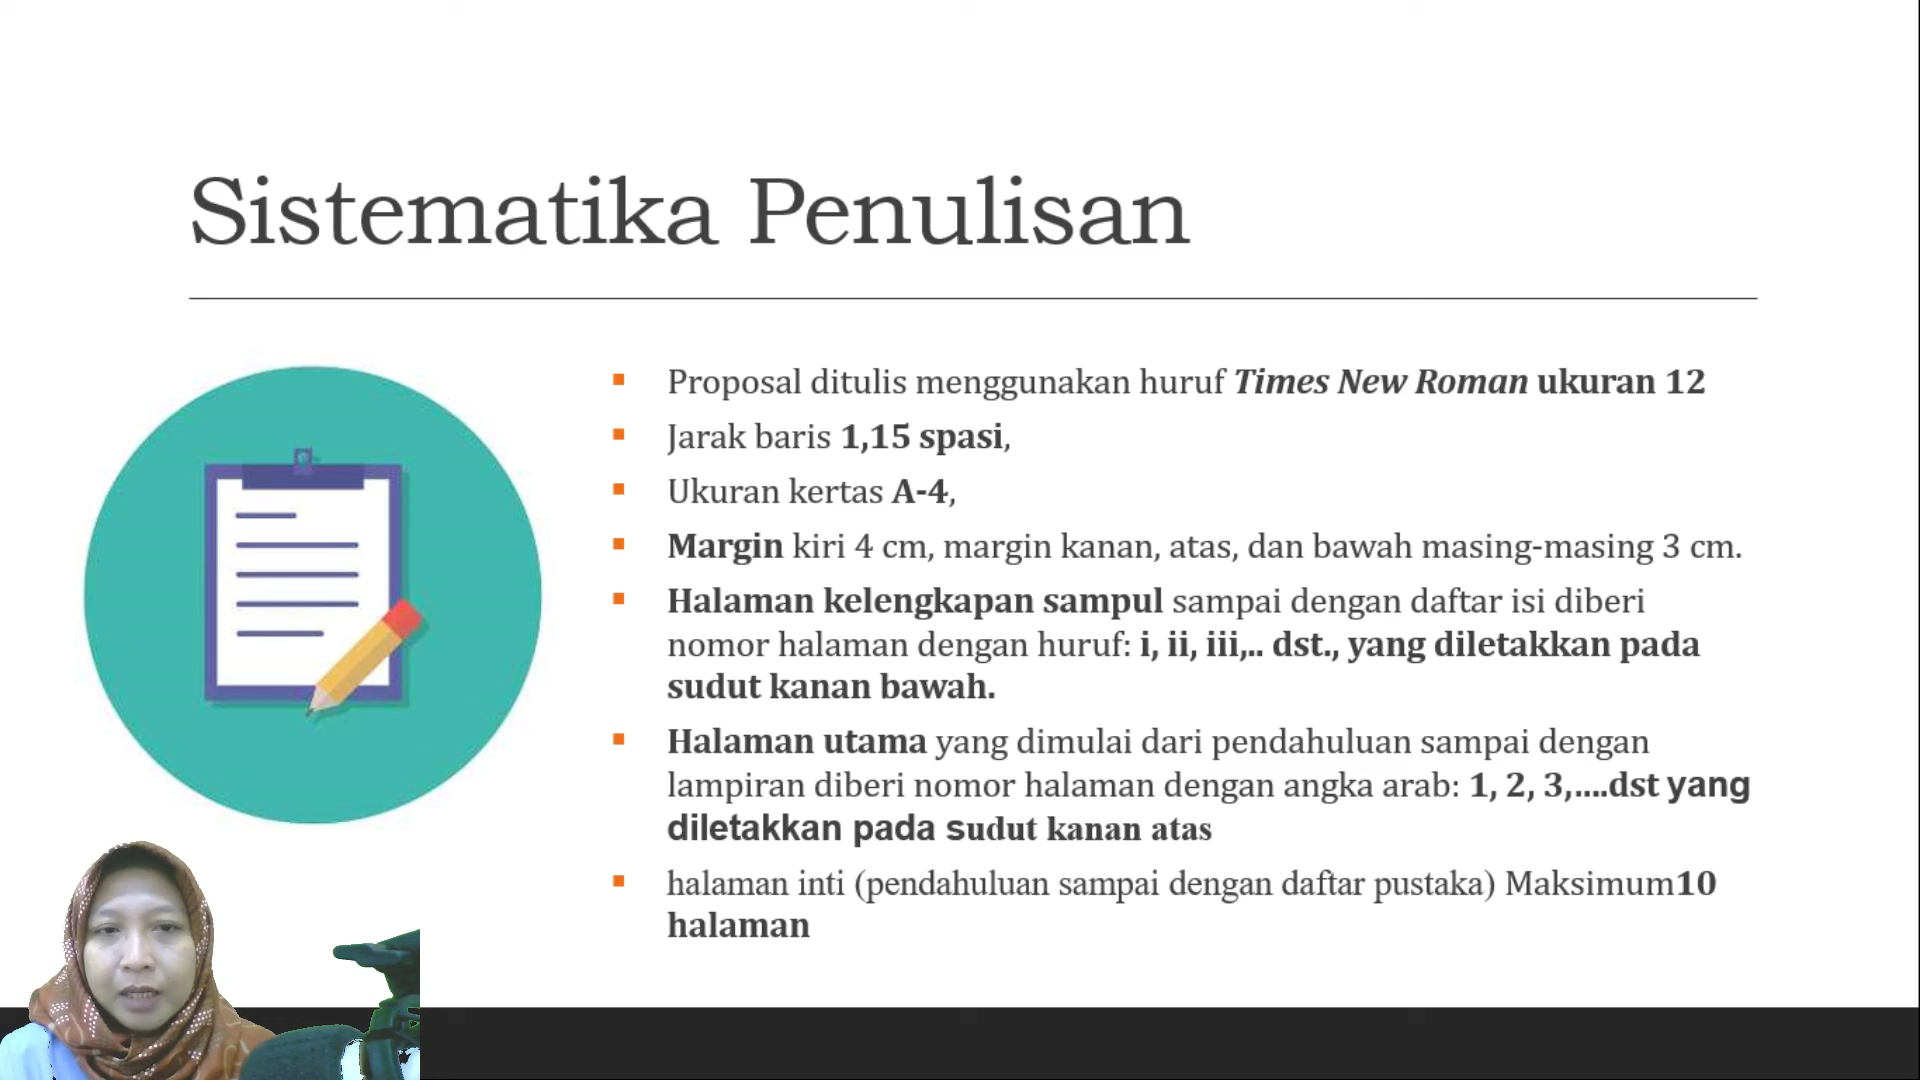 Sistematika Penulisan
Proposal ditulis menggunakan huruf Times New Roman ukuran 12
Jarak baris 1,15 spasi,
Ukuran kertas A-4,
Margin kiri 4 cm, margin kanan, atas, dan bawah masing-masing 3 cm.
Halaman kelengkapan sampul sampai dengan daftar isi diberi
nomor halaman dengan huruf: i, ii, iii,.. dst., yang diletakkan pada
sudut kanan bawah.
Halaman utama yang dimulai dari pendahuluan sampai dengan
lampiran diberi nomor halaman dengan angka arab: 1, 2, 3,....dst yang
diletakkan pada sudut kanan atas
halaman inti (pendahuluan sampai dengan daftar pustaka) Maksimum10
halaman